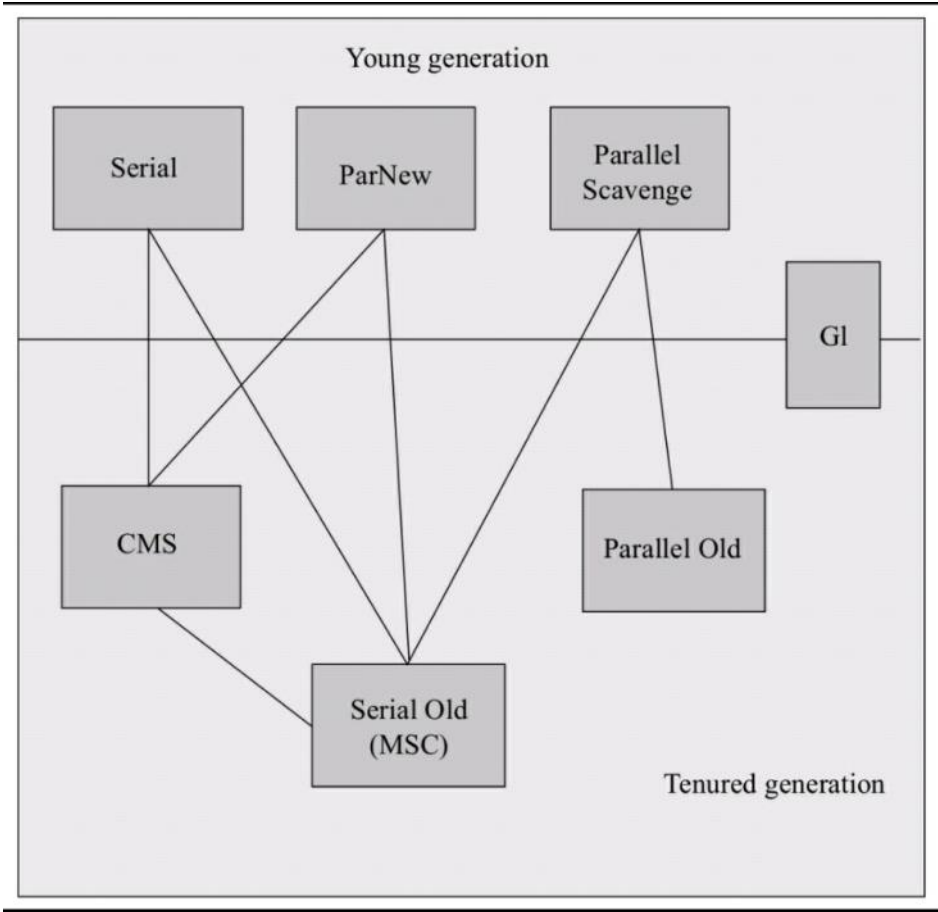 Young generation
Serial
ParNew
Parallel
Scavenge
Gl
CMS
Parallel Old
Serial Old
(MSC)
Tenured generation